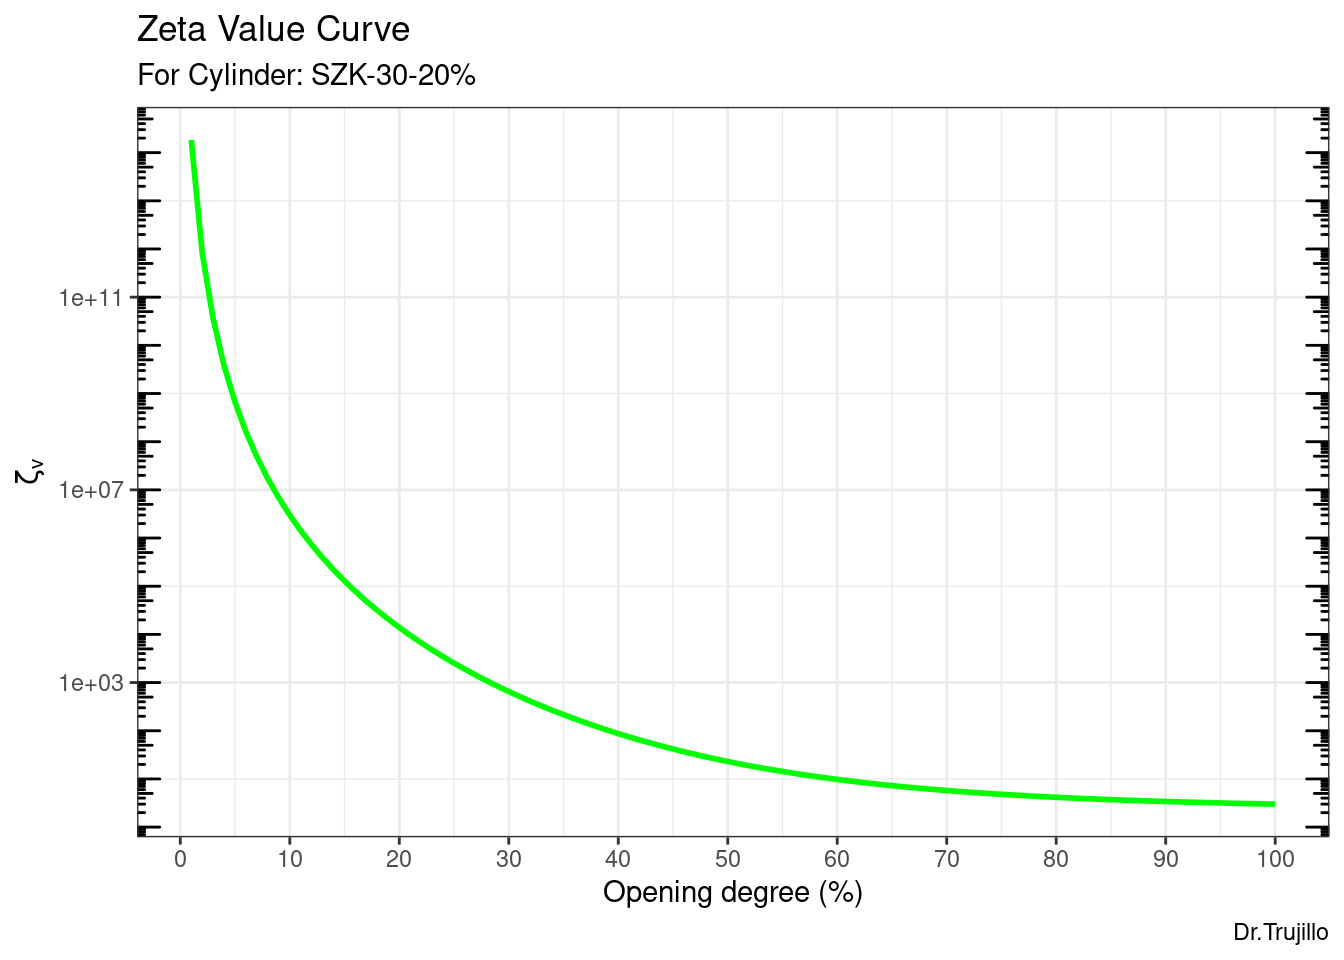 Zeta Value Curve
For Cylinder: SZK-30-20%
1e+11
1e+07
1e+03
ζv
0 10 20 30 40 50 60 70 80 90 100
Opening degree (%)
Dr.Trujillo